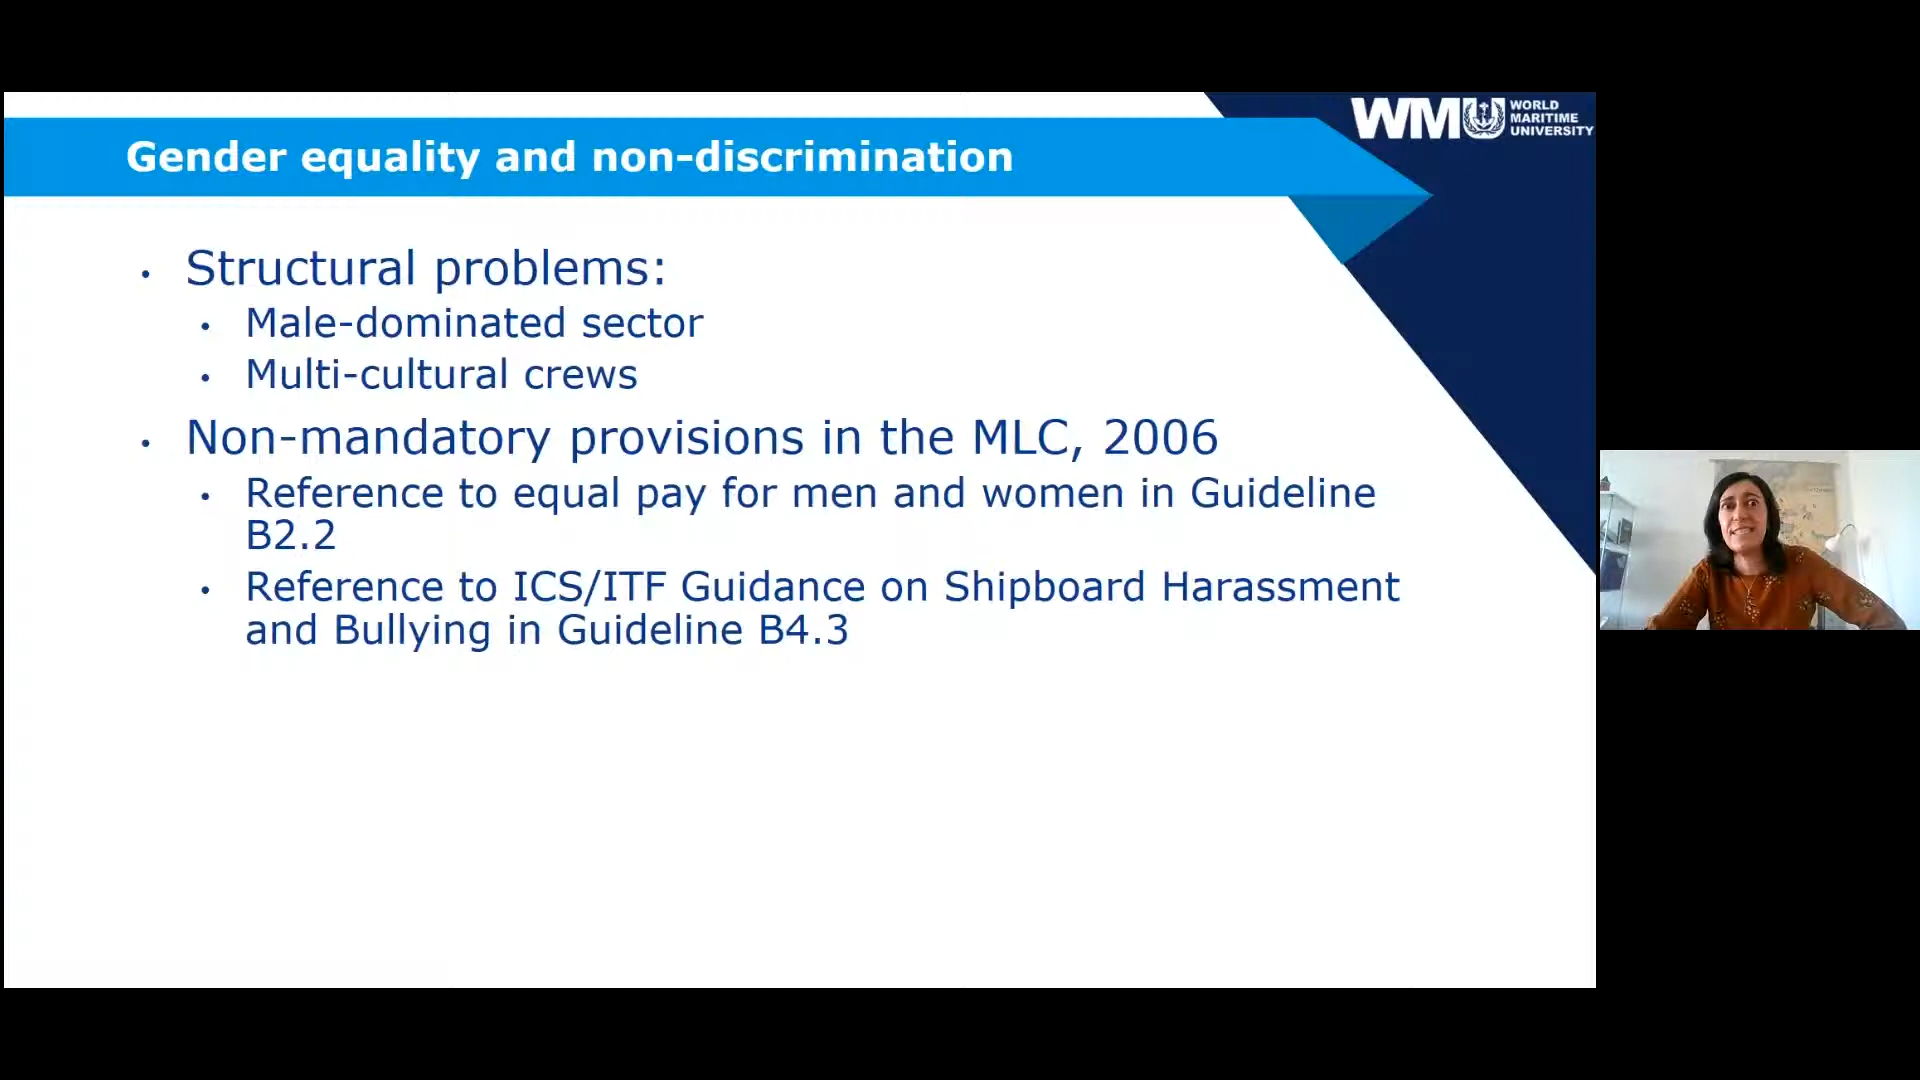 WMU WORLD
MARITIME
UNIVERSITY
Gender equality and non-discrimination
• Structural problems:
• Male-dominated sector
• Multi-cultural crews
• Non-mandatory provisions in the MLC, 2006
• Reference to equal pay for men and women in Guideline
B2.2
• Reference to ICS/ITF Guidance on Shipboard Harassment
and Bullying in Guideline B4.3